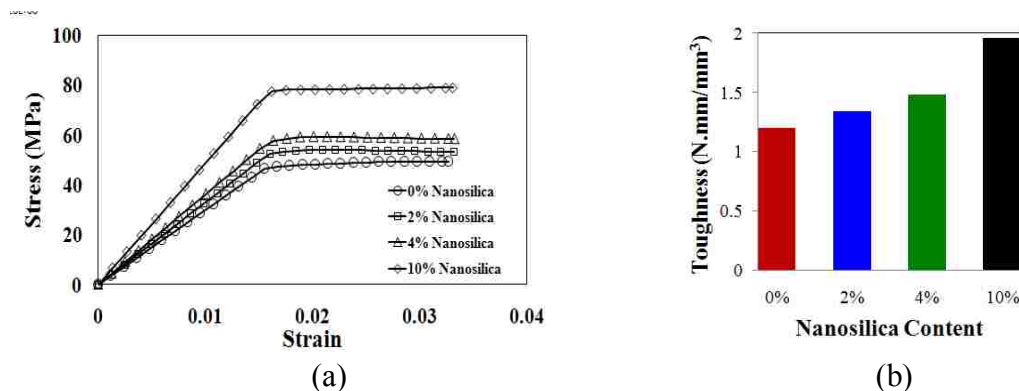 100
80
60
40
20
0
Stress (MPa)
0% Nanosilica
2% Nanosilica
4% Nanosilica
10% Nanosilica
0 0.01 0.02 0.03 0.04
Strain
(a)
2
1.5
1
0.5
0
Toughness (N.mm/mm³)
0% 2% 4% 10%
Nanosilica Content
(b)